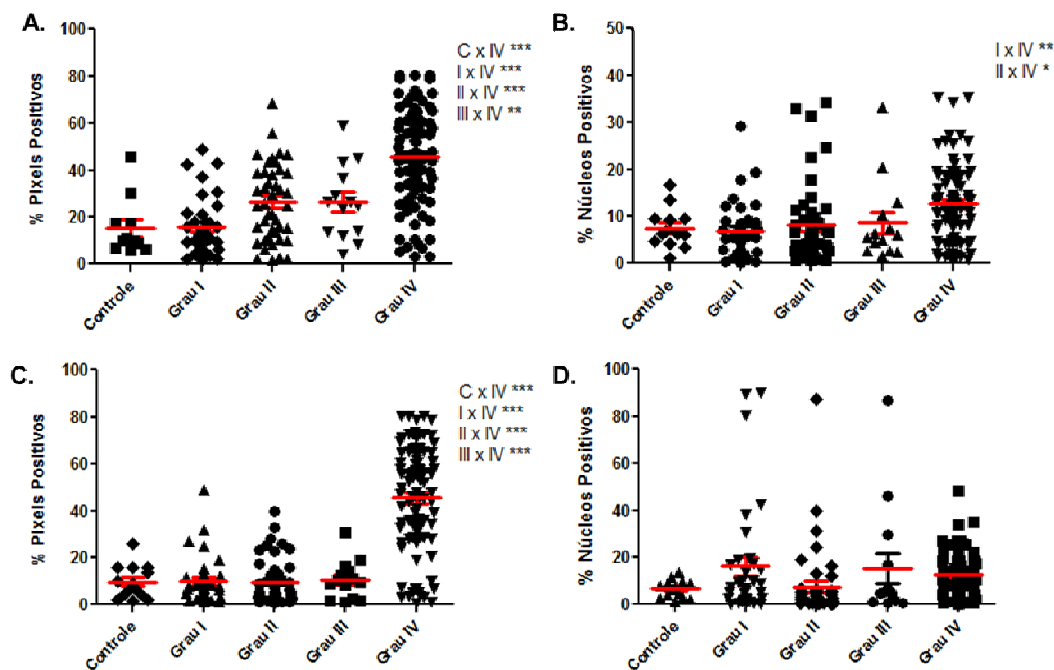 A.
% PIxels Positivos
100
80
60
40
20
0
Controle
Grau I
Grau II
Grau III
Grau IV
C x IV ***
I x IV ***
II x IV ***
III x IV **
B.
% Núcleos Positivos
50
40
30
20
10
0
Controle
Grau I
Grau II
Grau III
Grau IV
I x IV **
II x IV *
C.
% PIxels Positivos
100
80
60
40
20
0
Controle
Grau I
Grau II
Grau III
Grau IV
C x IV ***
I x IV ***
II x IV ***
III x IV ***
D.
% Núcleos Positivos
100
80
60
40
20
0
Controle
Grau I
Grau II
Grau III
Grau IV